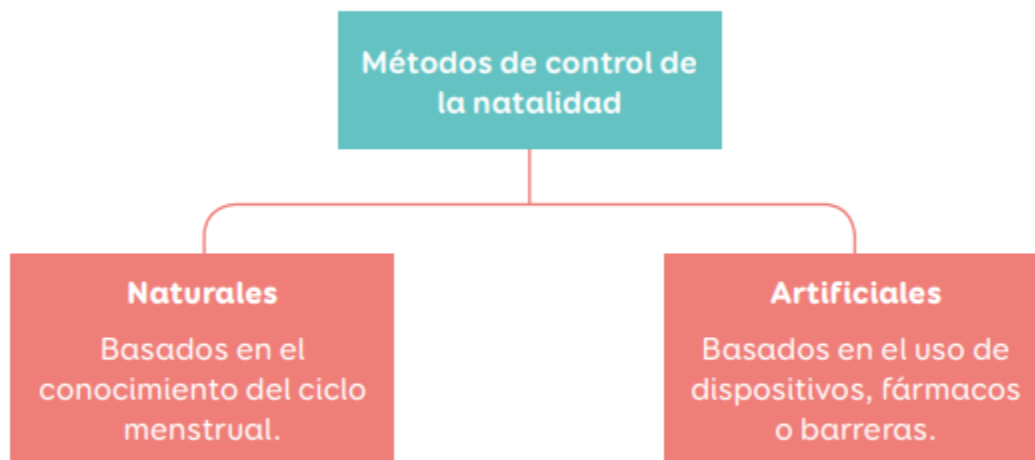 Métodos de control de
la natalidad
Naturales
Basados en el
conocimiento del ciclo
menstrual.
Artificiales
Basados en el uso de
dispositivos, fármacos
o barreras.